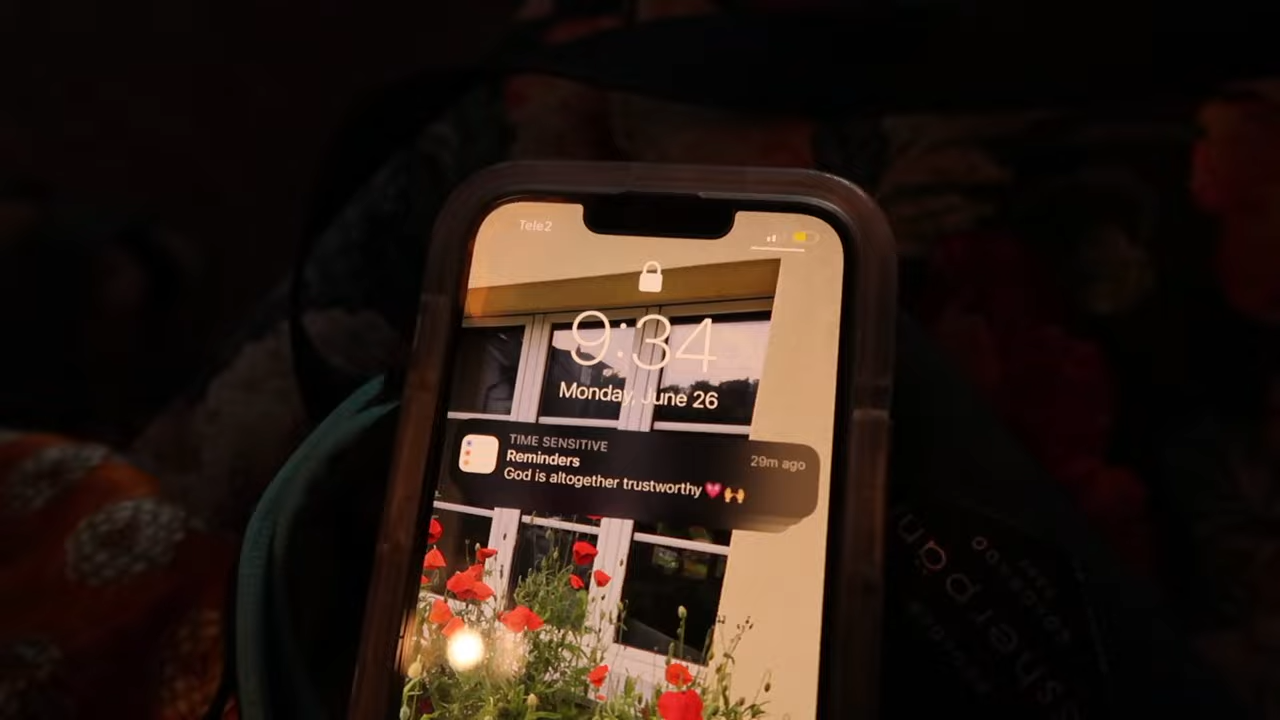 Tele2
9:34
Monday, June 26
TIME SENSITIVE
Reminders
29m ago
God is altogether trustworthy💗🙌